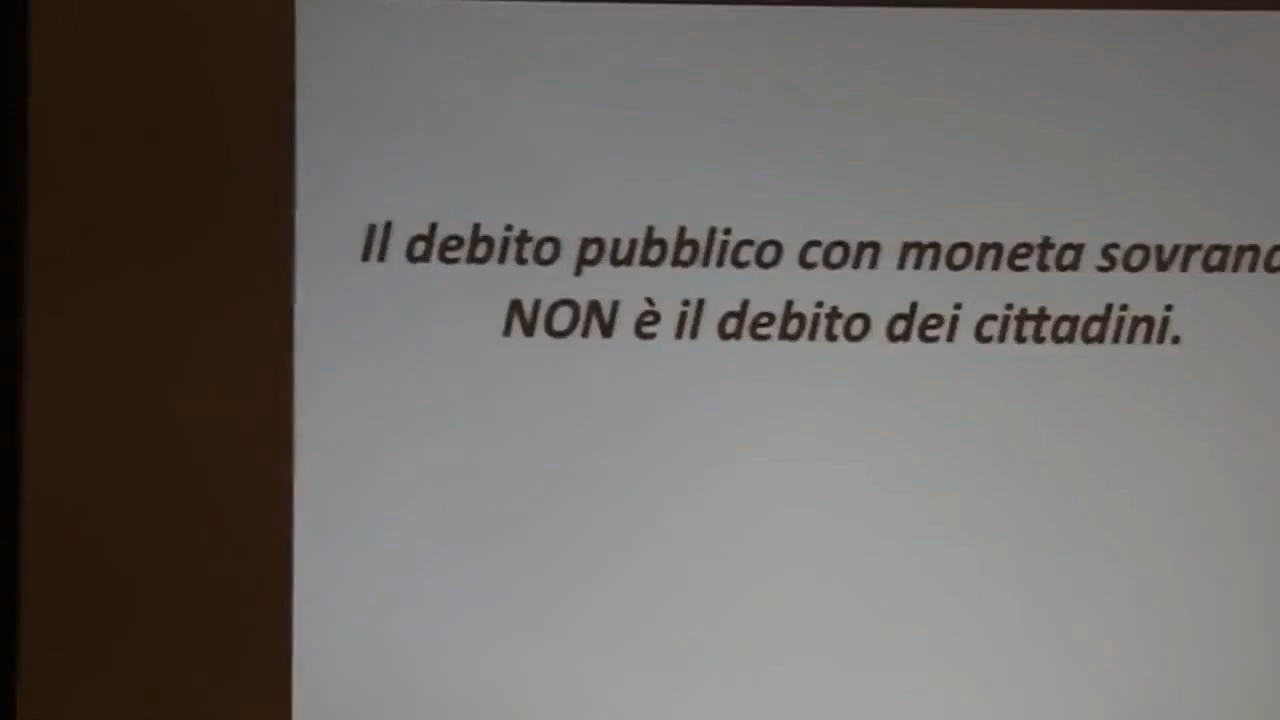 Il debito pubblico con moneta sovrana
NON è il debito dei cittadini.